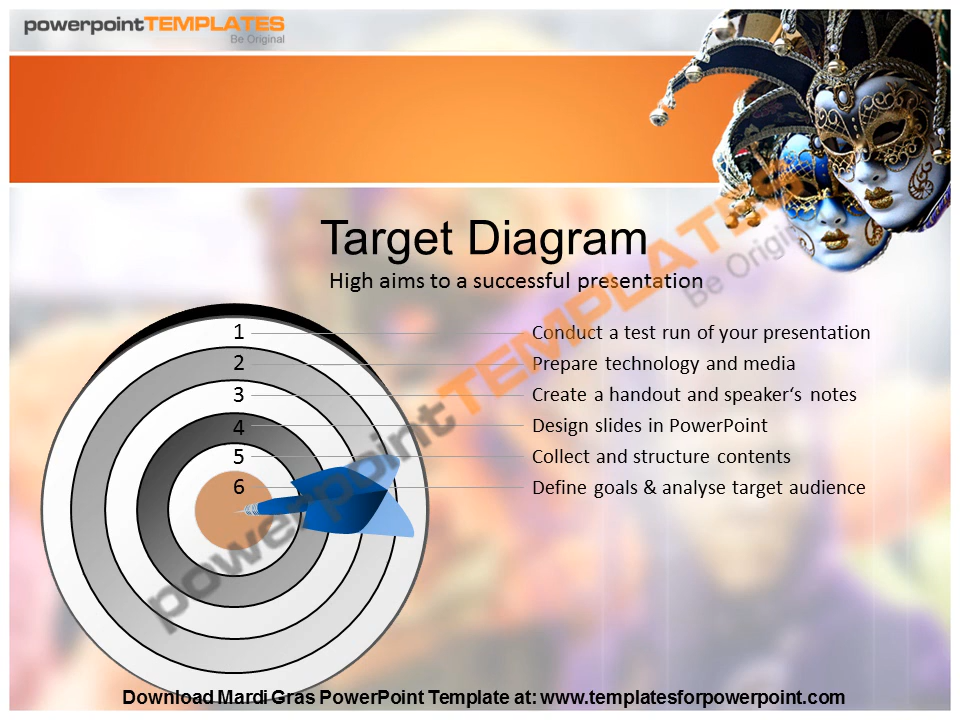 powerpointTEMPLATES
Be Original
Target Diagram
High aims to a successful presentation
1 Conduct a test run of your presentation
2 Prepare technology and media
3 Create a handout and speaker‘s notes
4 Design slides in PowerPoint
5 Collect and structure contents
6 Define goals & analyse target audience
powerpointTEMPLATES
Be Original
Download Mardi Gras PowerPoint Template at: www.templatesforpowerpoint.com